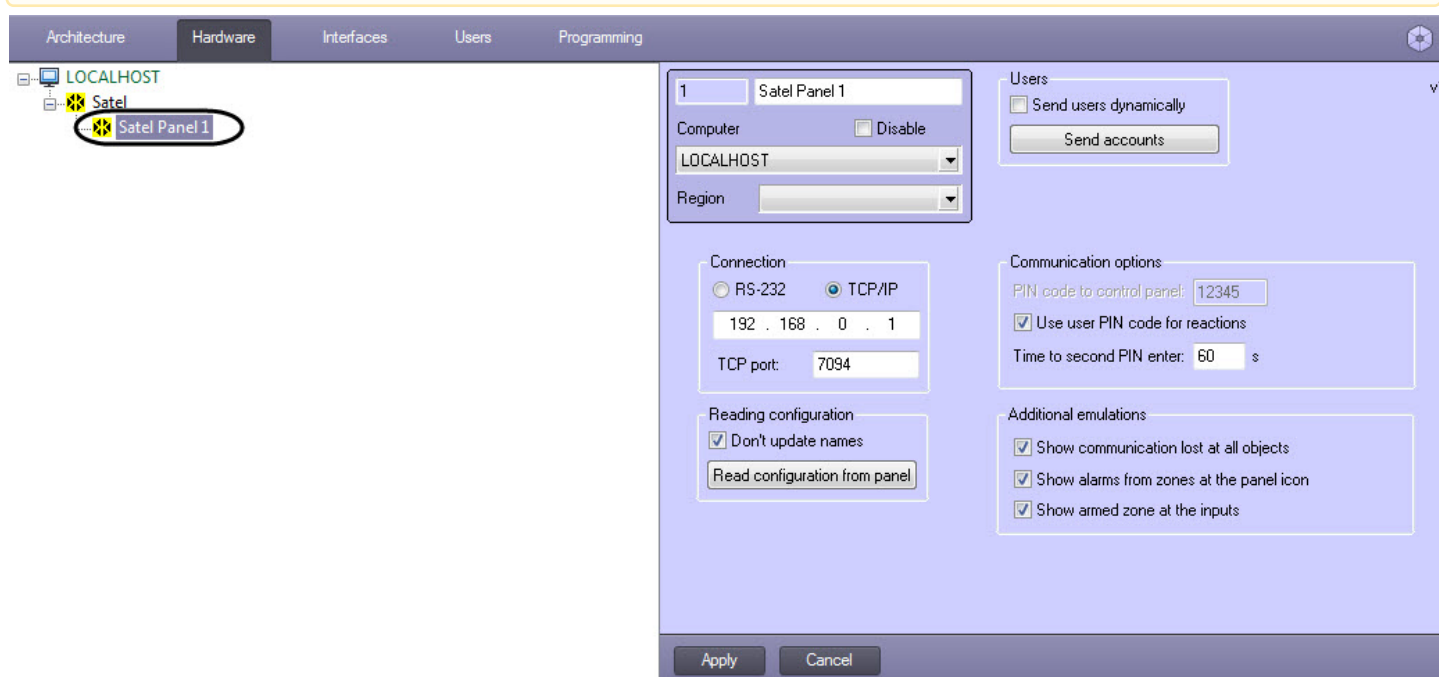 Architecture Hardware Interfaces Users Programming
LOCALHOST
Satel
Satel Panel 1
1 Satel Panel 1
Computer Disable
LOCALHOST
Region
Users
Send users dynamically
Send accounts
v
Connection
RS-232 TCP/IP
192 . 168 . 0 . 1
TCP port: 7094
Communication options
PIN code to control panel: 12345
Use user PIN code for reactions
Time to second PIN enter: 60 s
Reading configuration
Don't update names
Read configuration from panel
Additional emulations
Show communication lost at all objects
Show alarms from zones at the panel icon
Show armed zone at the inputs
Apply Cancel